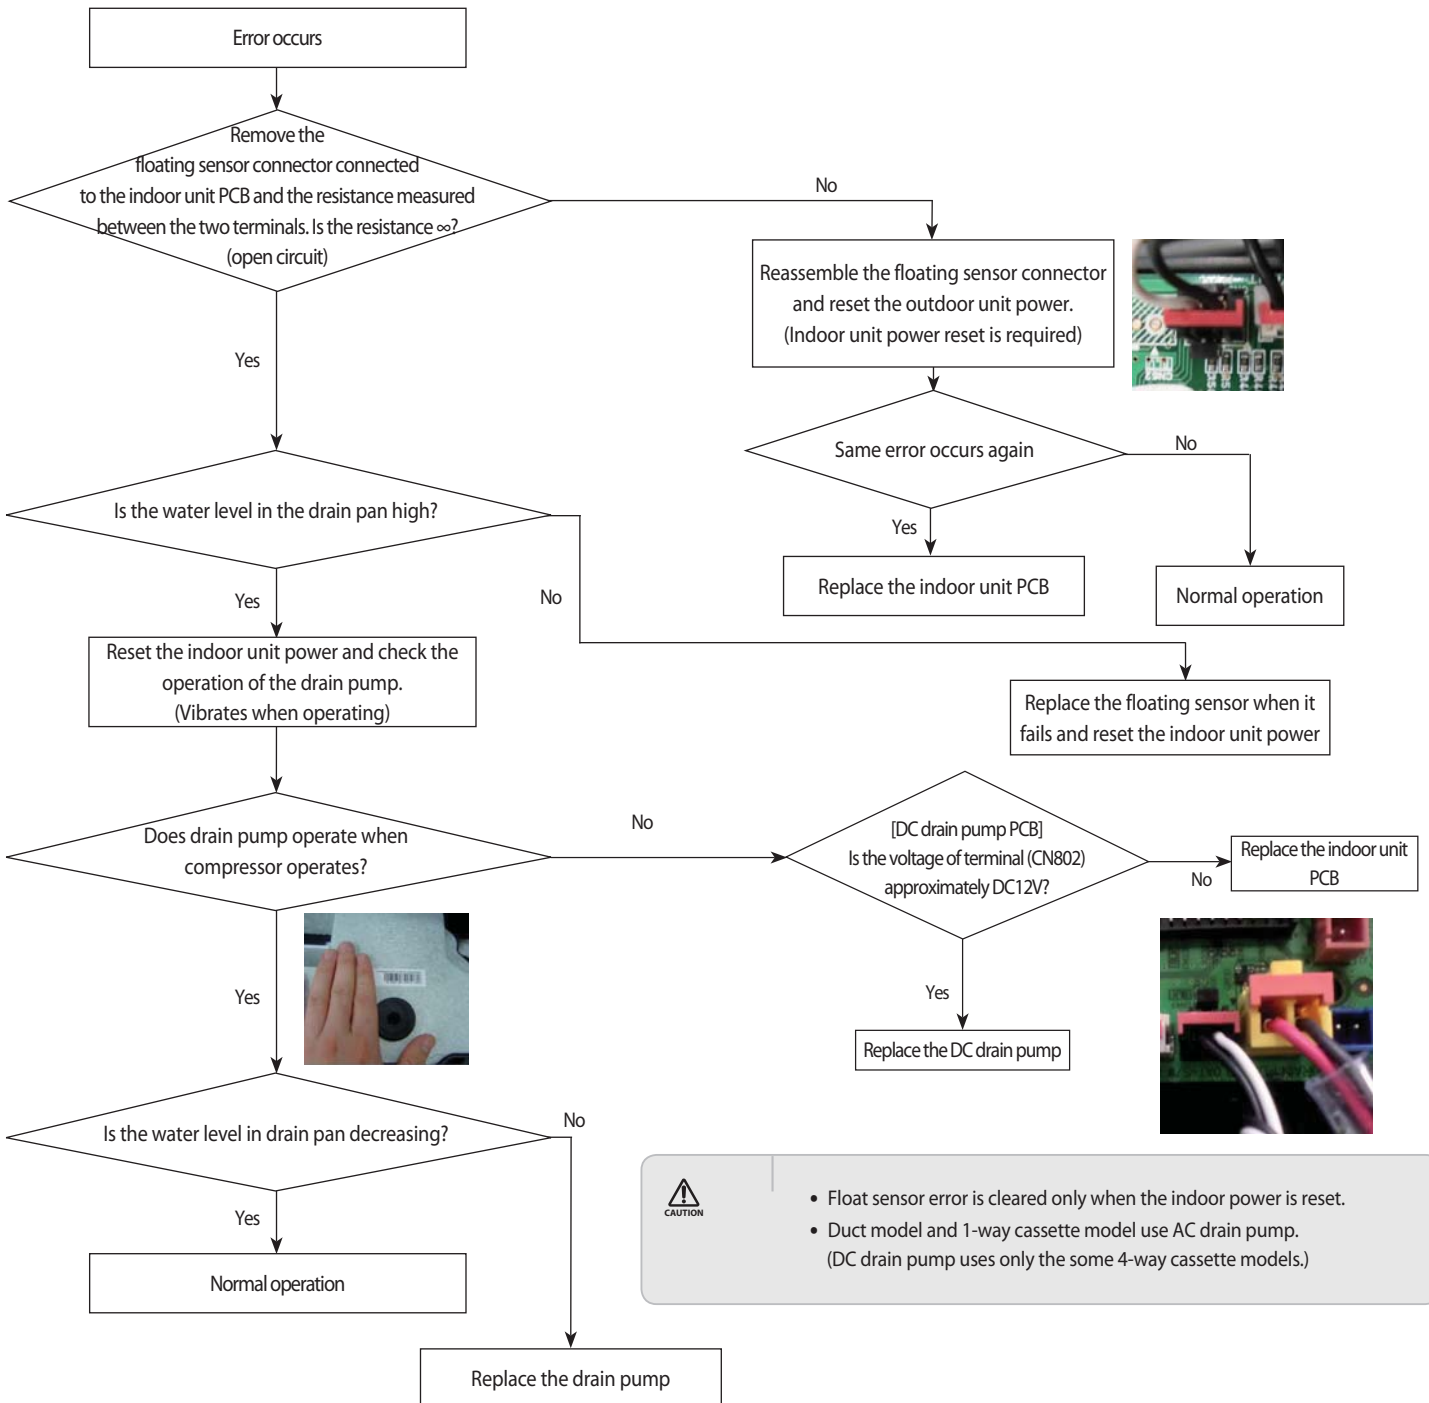 Error occurs
Remove the
floating sensor connector connected
to the indoor unit PCB and the resistance measured
between the two terminals. Is the resistance ∞?
(open circuit)
No
Reassemble the floating sensor connector
and reset the outdoor unit power.
(Indoor unit power reset is required)
Yes
Same error occurs again
No
Yes
Replace the indoor unit PCB
Normal operation
Is the water level in the drain pan high?
Yes
No
Reset the indoor unit power and check the
operation of the drain pump.
(Vibrates when operating)
Replace the floating sensor when it
fails and reset the indoor unit power
Does drain pump operate when
compressor operates?
No
[DC drain pump PCB]
Is the voltage of terminal (CN802)
approximately DC12V?
No
Replace the indoor unit
PCB
Yes
Yes
Replace the DC drain pump
Is the water level in drain pan decreasing?
No
Yes
Normal operation
Replace the drain pump
CAUTION
• Float sensor error is cleared only when the indoor power is reset.
• Duct model and 1-way cassette model use AC drain pump.
(DC drain pump uses only the some 4-way cassette models.)